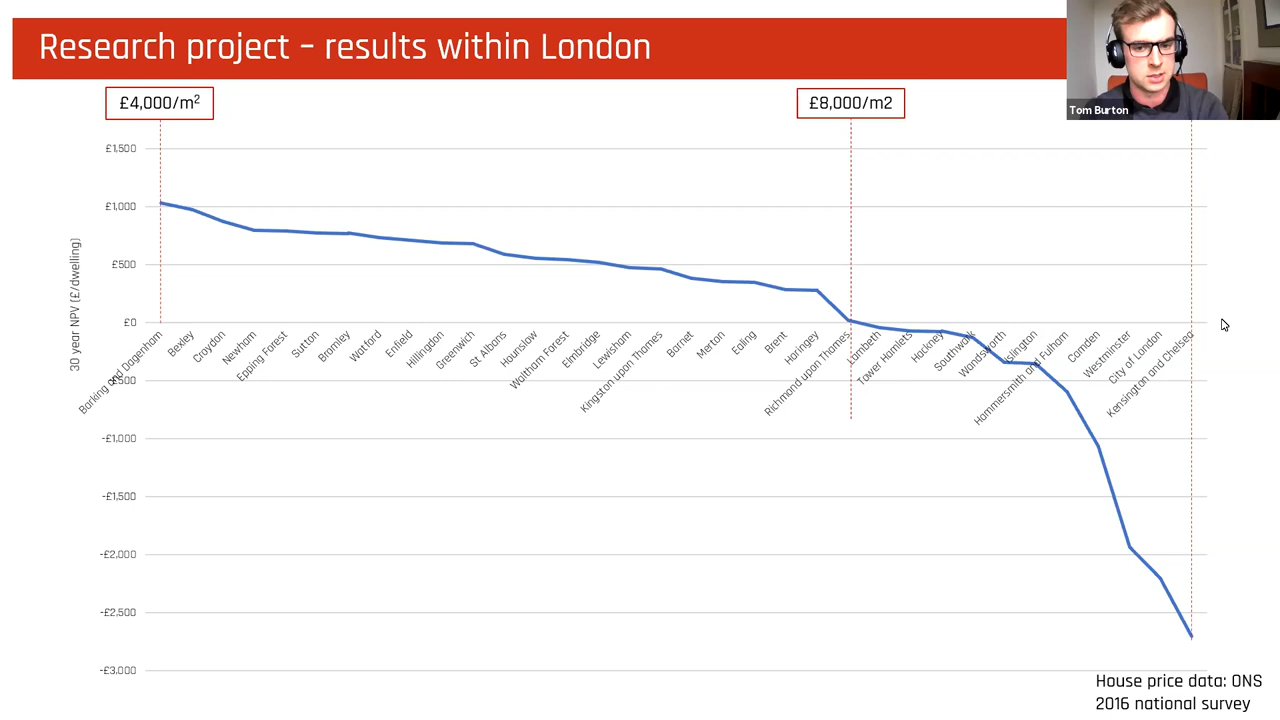 Research project – results within London
Tom Burton
£4,000/m²
£8,000/m2
£1,500
£1,000
£500
£0
-£500
-£1,000
-£1,500
-£2,000
-£2,500
-£3,000
30 year NPV (£/dwelling)
Barking and Dagenham
Bexley
Croydon
Newham
Epping Forest
Sutton
Bromley
Watford
Enfield
Hillingdon
Greenwich
St Albans
Hounslow
Waltham Forest
Elmbridge
Lewisham
Kingston upon Thames
Barnet
Merton
Ealing
Brent
Haringey
Richmond upon Thames
Lambeth
Tower Hamlets
Hackney
Southwark
Wandsworth
Islington
Hammersmith and Fulham
Camden
Westminster
City of London
Kensington and Chelsea
House price data: ONS
2016 national survey